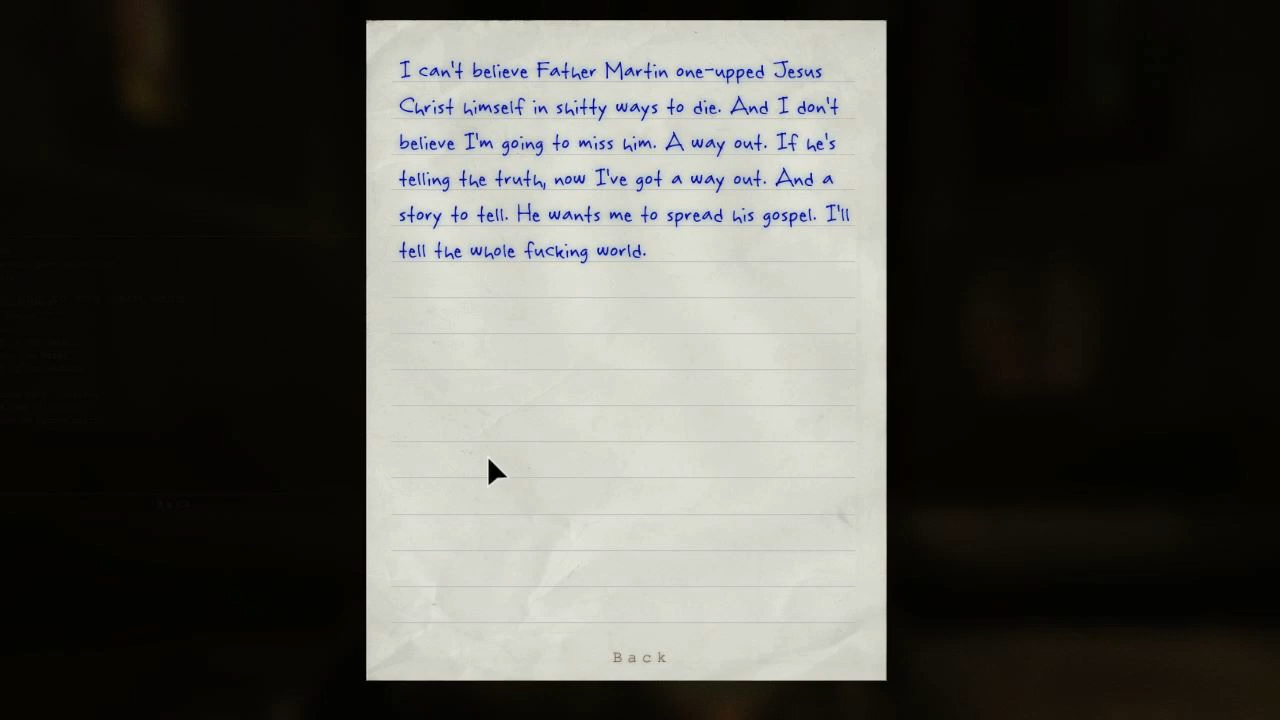 I can't believe Father Martin one-upped Jesus
Christ himself in shitty ways to die. And I don't
believe I'm going to miss him. A way out. If he's
telling the truth, now I've got a way out. And a
story to tell. He wants me to spread his gospel. I'll
tell the whole fucking world.
Back